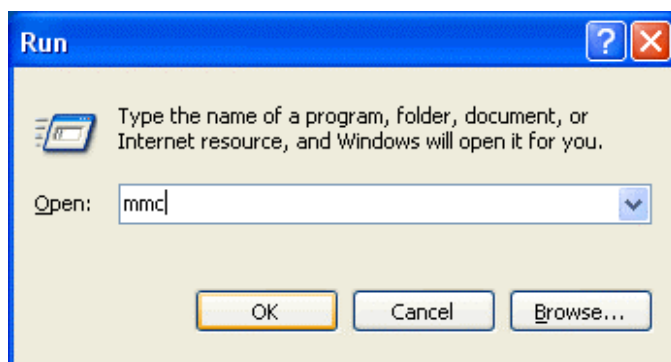 Run
Type the name of a program, folder, document, or
Internet resource, and Windows will open it for you.
Open: mmc
OK Cancel Browse...